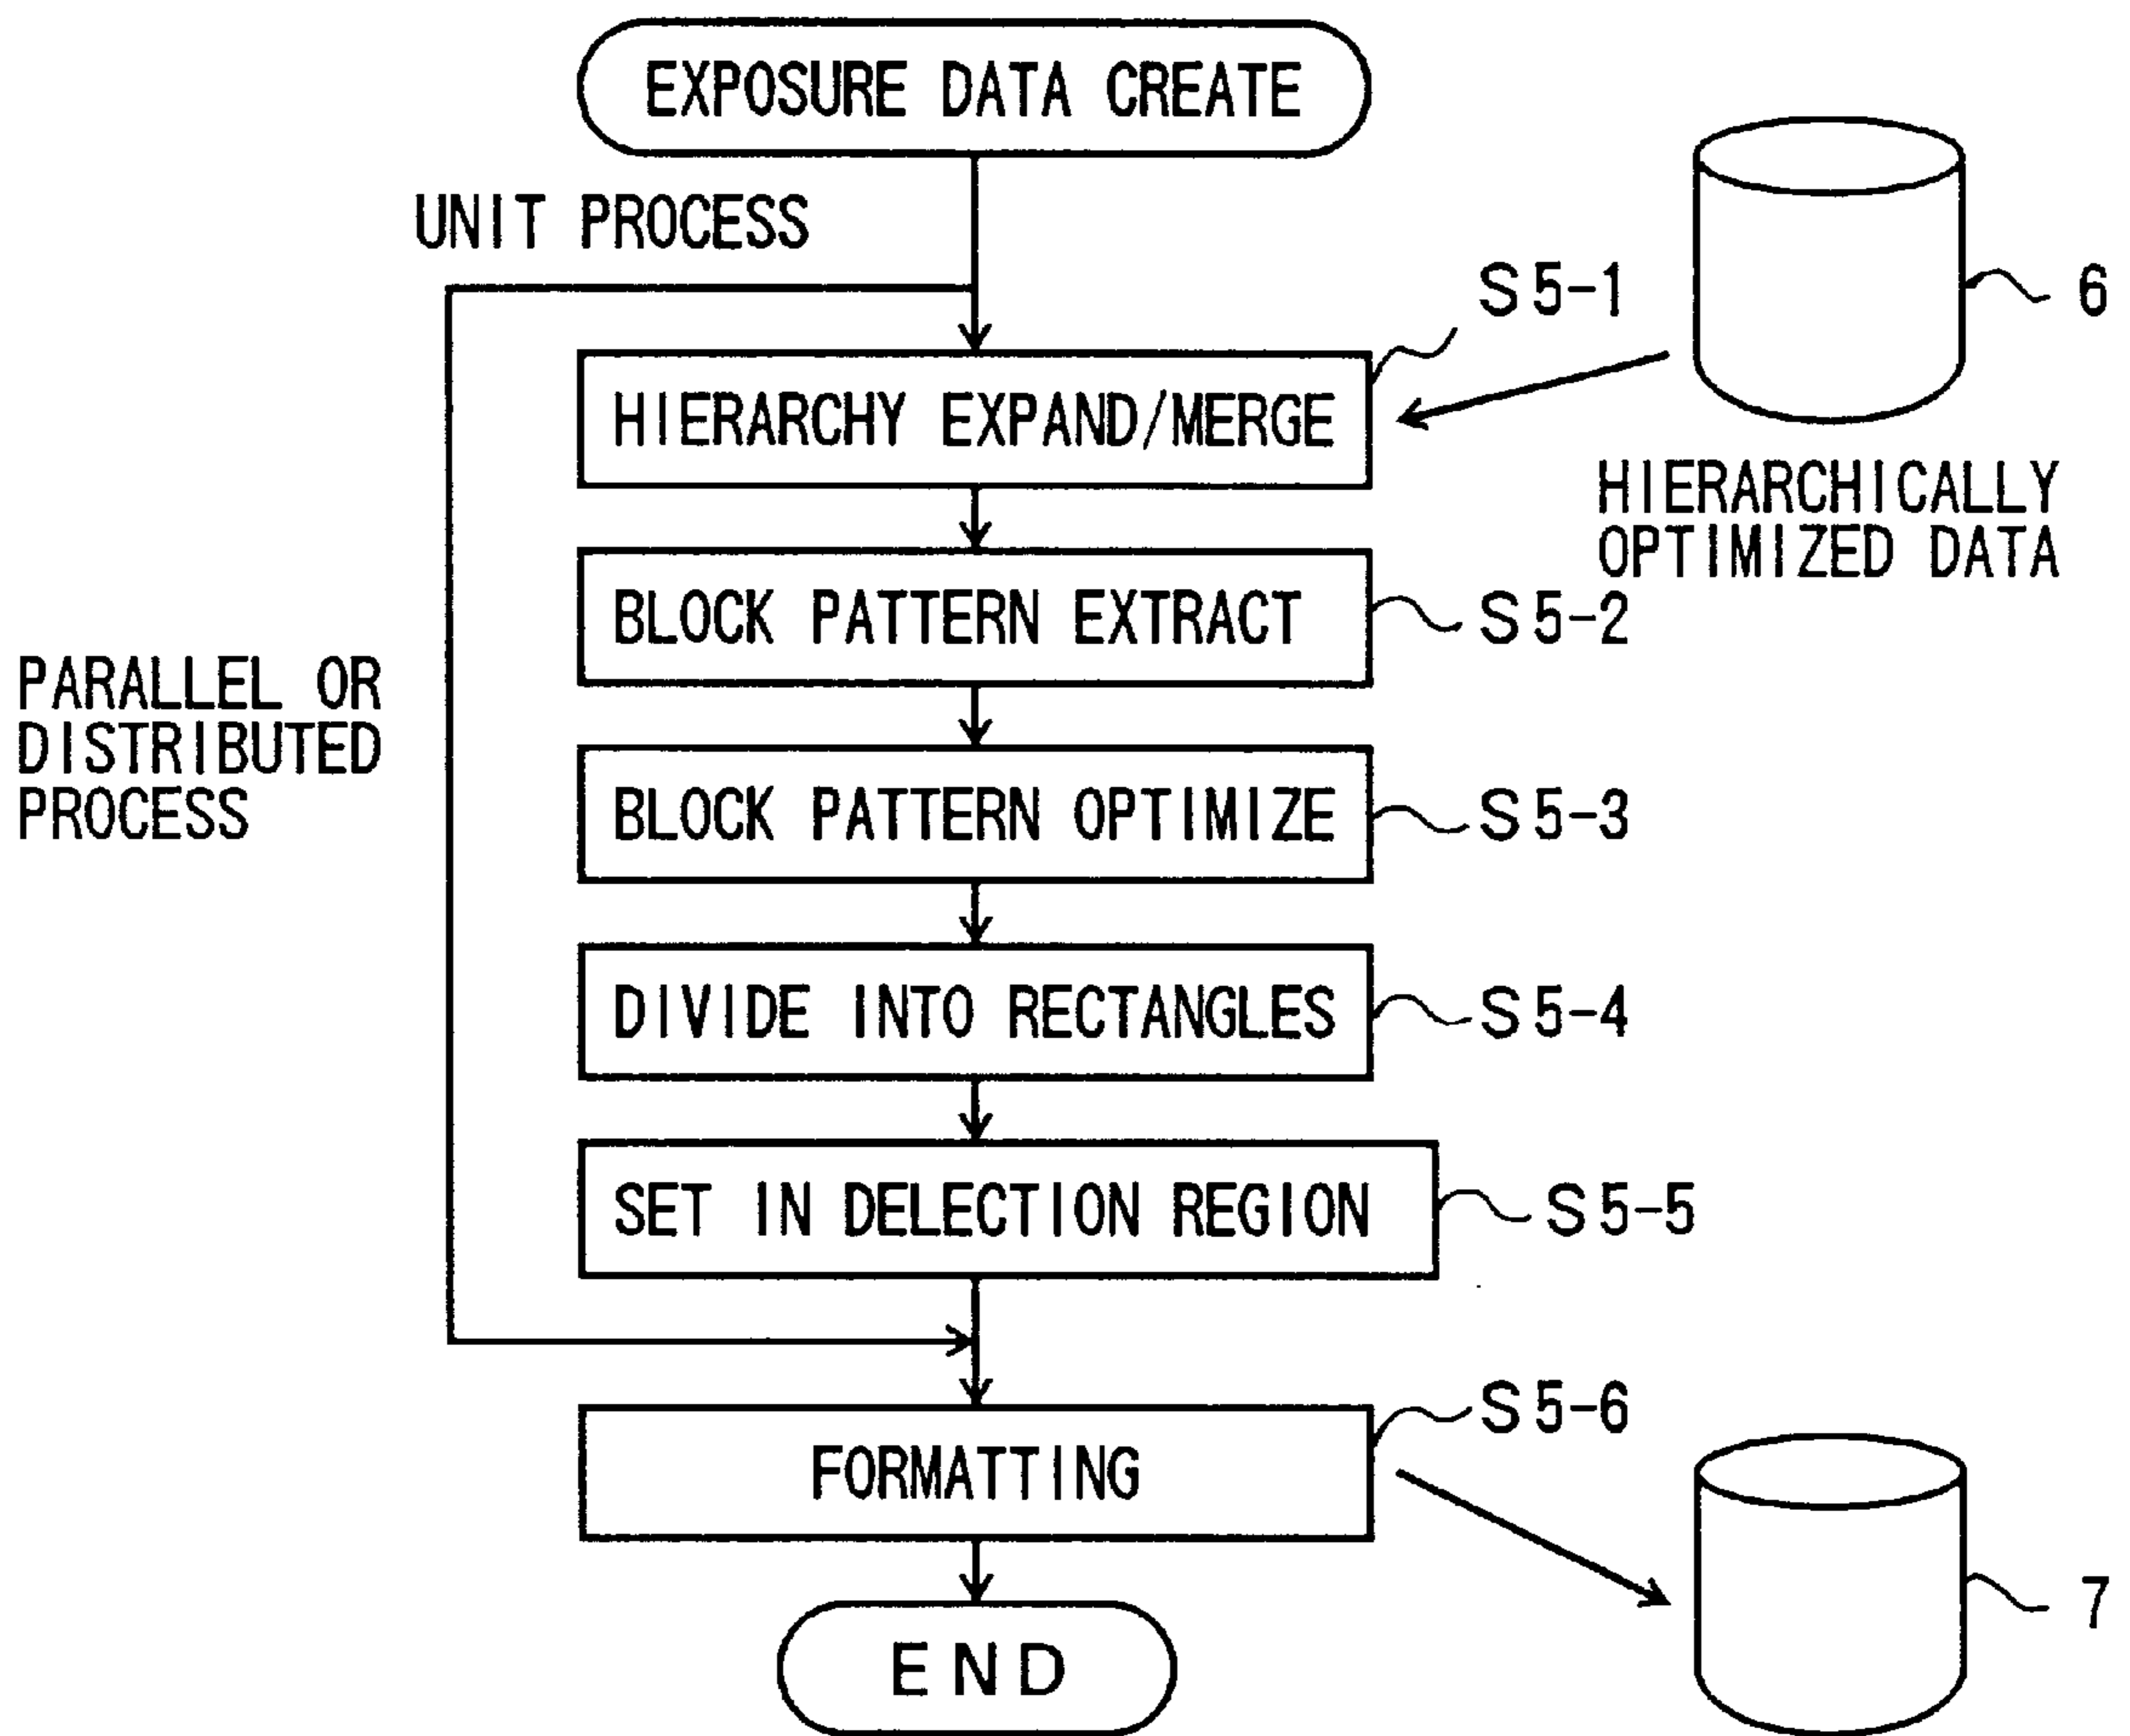 EXPOSURE DATA CREATE
UNIT PROCESS
S5-1
6
HIERARCHY EXPAND/MERGE
HIERARCHICALLY
OPTIMIZED DATA
BLOCK PATTERN EXTRACT
S5-2
PARALLEL OR
DISTRIBUTED
PROCESS
BLOCK PATTERN OPTIMIZE
S5-3
DIVIDE INTO RECTANGLES
S5-4
SET IN DELECTION REGION
S5-5
S5-6
FORMATTING
7
END